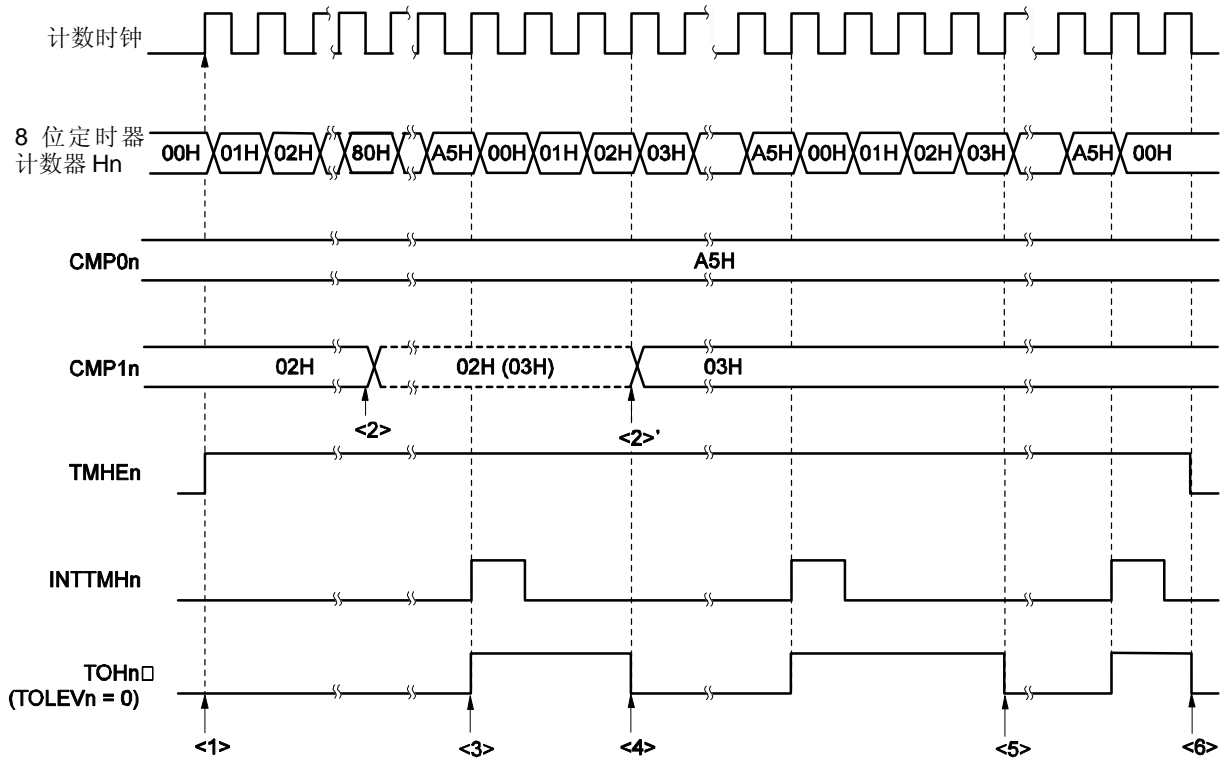 计数时钟
8 位定时器
计数器 Hn
00H 01H 02H 80H A5H 00H 01H 02H 03H A5H 00H 01H 02H 03H A5H 00H
CMP0n
A5H
CMP1n
02H
02H (03H)
03H
<2>
<2>'
TMHEn
INTTMHn
TOHn□
(TOLEVn = 0)
<1>
<3>
<4>
<5>
<6>